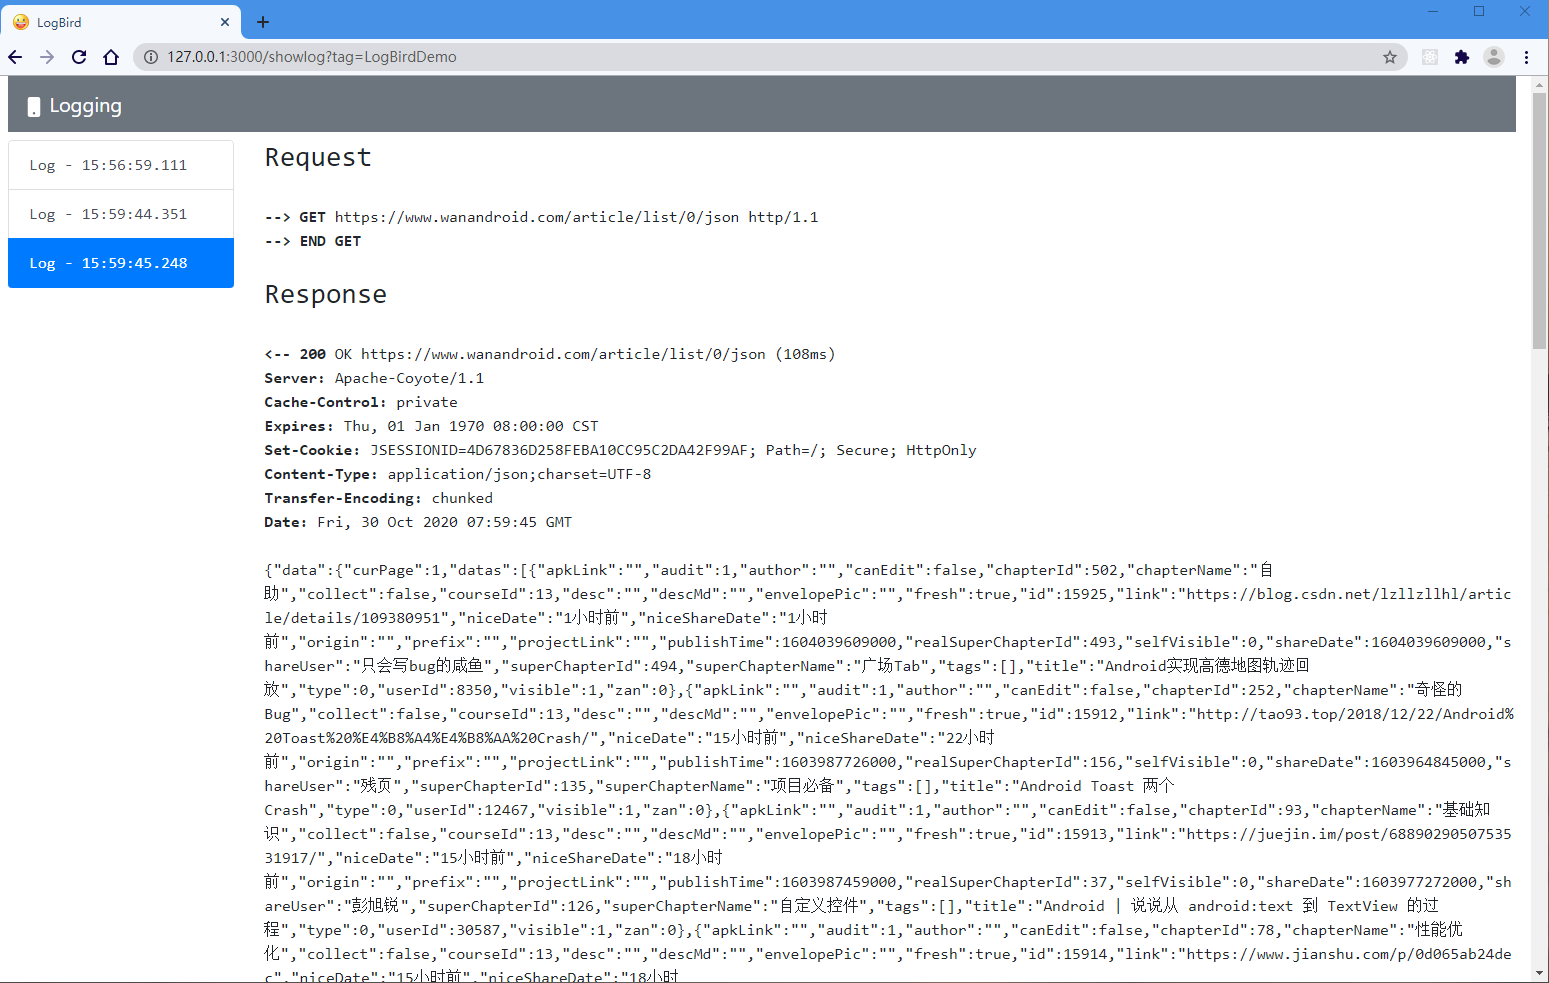 LogBird
127.0.0.1:3000/showlog?tag=LogBirdDemo
Logging
Log - 15:56:59.111
Log - 15:59:44.351
Log - 15:59:45.248
Request
--> GET https://www.wanandroid.com/article/list/0/json http/1.1
--> END GET
Response
<-- 200 OK https://www.wanandroid.com/article/list/0/json (108ms)
Server: Apache-Coyote/1.1
Cache-Control: private
Expires: Thu, 01 Jan 1970 08:00:00 CST
Set-Cookie: JSESSIONID=4D67836D258FEBA10CC95C2DA42F99AF; Path=/; Secure; HttpOnly
Content-Type: application/json;charset=UTF-8
Transfer-Encoding: chunked
Date: Fri, 30 Oct 2020 07:59:45 GMT
{"data":{"curPage":1,"datas":[{"apkLink":"","audit":1,"author":"","canEdit":false,"chapterId":502,"chapterName":"自
助","collect":false,"courseId":13,"desc":"","descMd":"","envelopePic":"","fresh":true,"id":15925,"link":"https://blog.csdn.net/lzllzllhl/artic
le/details/109380951","niceDate":"1小时前","niceShareDate":"1小时
前","origin":"","prefix":"","projectLink":"","publishTime":1604039609000,"realSuperChapterId":493,"selfVisible":0,"shareDate":1604039609000,"s
hareUser":"只会写bug的咸鱼","superChapterId":494,"superChapterName":"广场Tab","tags":[],"title":"Android实现高德地图轨迹回
放","type":0,"userId":8350,"visible":1,"zan":0},{"apkLink":"","audit":1,"author":"","canEdit":false,"chapterId":252,"chapterName":"奇怪的
Bug","collect":false,"courseId":13,"desc":"","descMd":"","envelopePic":"","fresh":true,"id":15912,"link":"http://tao93.top/2018/12/22/Android%
20Toast%20%E4%B8%A4%E4%B8%AA%20Crash/","niceDate":"15小时前","niceShareDate":"22小时
前","origin":"","prefix":"","projectLink":"","publishTime":1603987726000,"realSuperChapterId":156,"selfVisible":0,"shareDate":1603964845000,"s
hareUser":"残页","superChapterId":135,"superChapterName":"项目必备","tags":[],"title":"Android Toast 两个
Crash","type":0,"userId":12467,"visible":1,"zan":0},{"apkLink":"","audit":1,"author":"","canEdit":false,"chapterId":93,"chapterName":"基础知
识","collect":false,"courseId":13,"desc":"","descMd":"","envelopePic":"","fresh":true,"id":15913,"link":"https://juejin.im/post/68890290507535
31917/","niceDate":"15小时前","niceShareDate":"18小时
前","origin":"","prefix":"","projectLink":"","publishTime":1603987459000,"realSuperChapterId":37,"selfVisible":0,"shareDate":1603977272000,"sh
areUser":"彭旭锐","superChapterId":126,"superChapterName":"自定义控件","tags":[],"title":"Android | 说说从 android:text 到 TextView 的过
程","type":0,"userId":30587,"visible":1,"zan":0},{"apkLink":"","audit":1,"author":"","canEdit":false,"chapterId":78,"chapterName":"性能优
化","collect":false,"courseId":13,"desc":"","descMd":"","envelopePic":"","fresh":true,"id":15914,"link":"https://www.jianshu.com/p/0d065ab24de
c","niceDate":"15小时前","niceShareDate":"18小时